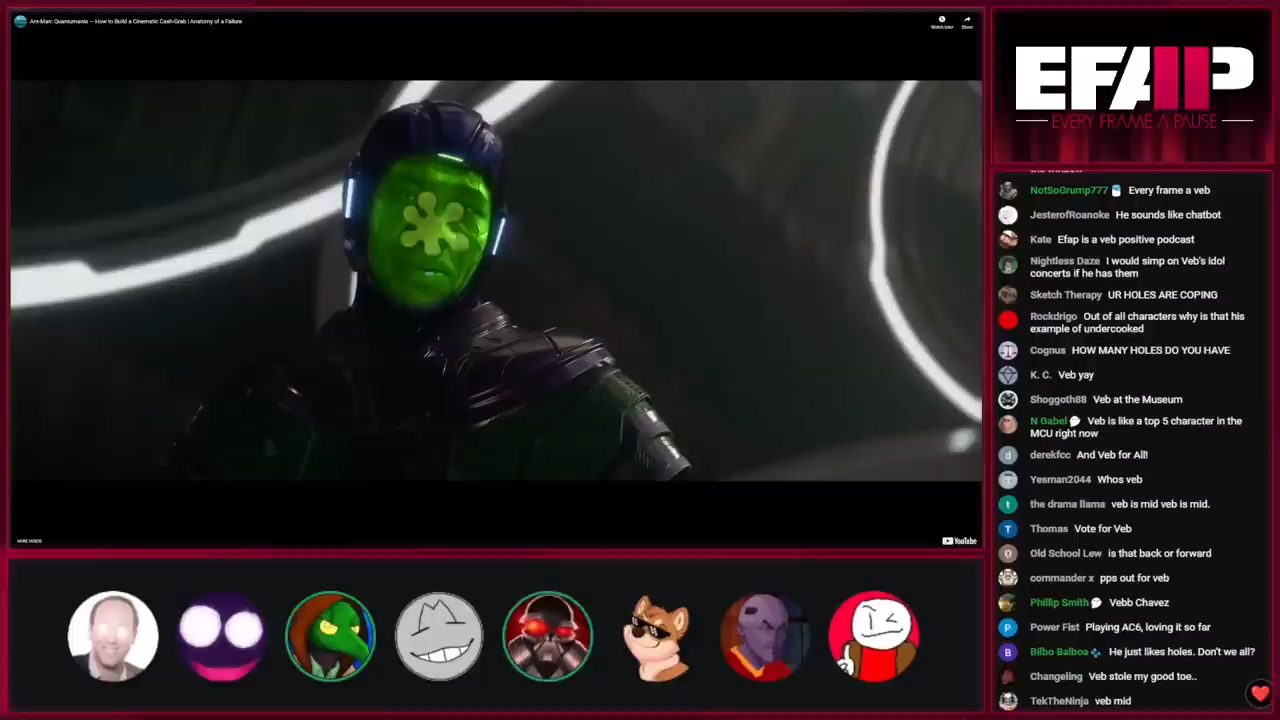 Ant-Man: Quantumania – How to Build a Cinematic Cash-Grab | Anatomy of a Failure
Watch later
Share
MORE VIDEOS
YouTube
EFAP
EVERY FRAME A PAUSE
NotSoGrump777 Every frame a veb
JesterofRoanoke He sounds like chatbot
Kate Efap is a veb positive podcast
Nightless Daze I would simp on Veb's idol
concerts if he has them
Sketch Therapy UR HOLES ARE COPING
Rockdrigo Out of all characters why is that his
example of undercooked
Cognus HOW MANY HOLES DO YOU HAVE
K. C. Veb yay
Shoggoth88 Veb at the Museum
N Gabel Veb is like a top 5 character in the
MCU right now
d derekfcc And Veb for All!
Yesman2044 Whos veb
t the drama llama veb is mid veb is mid.
T Thomas Vote for Veb
O Old School Lew is that back or forward
commander x pps out for veb
Phillip Smith Vebb Chavez
P Power Fist Playing AC6, loving it so far
B Bilbo Balboa He just likes holes. Don't we all?
Changeling Veb stole my good toe..
TekTheNinja veb mid